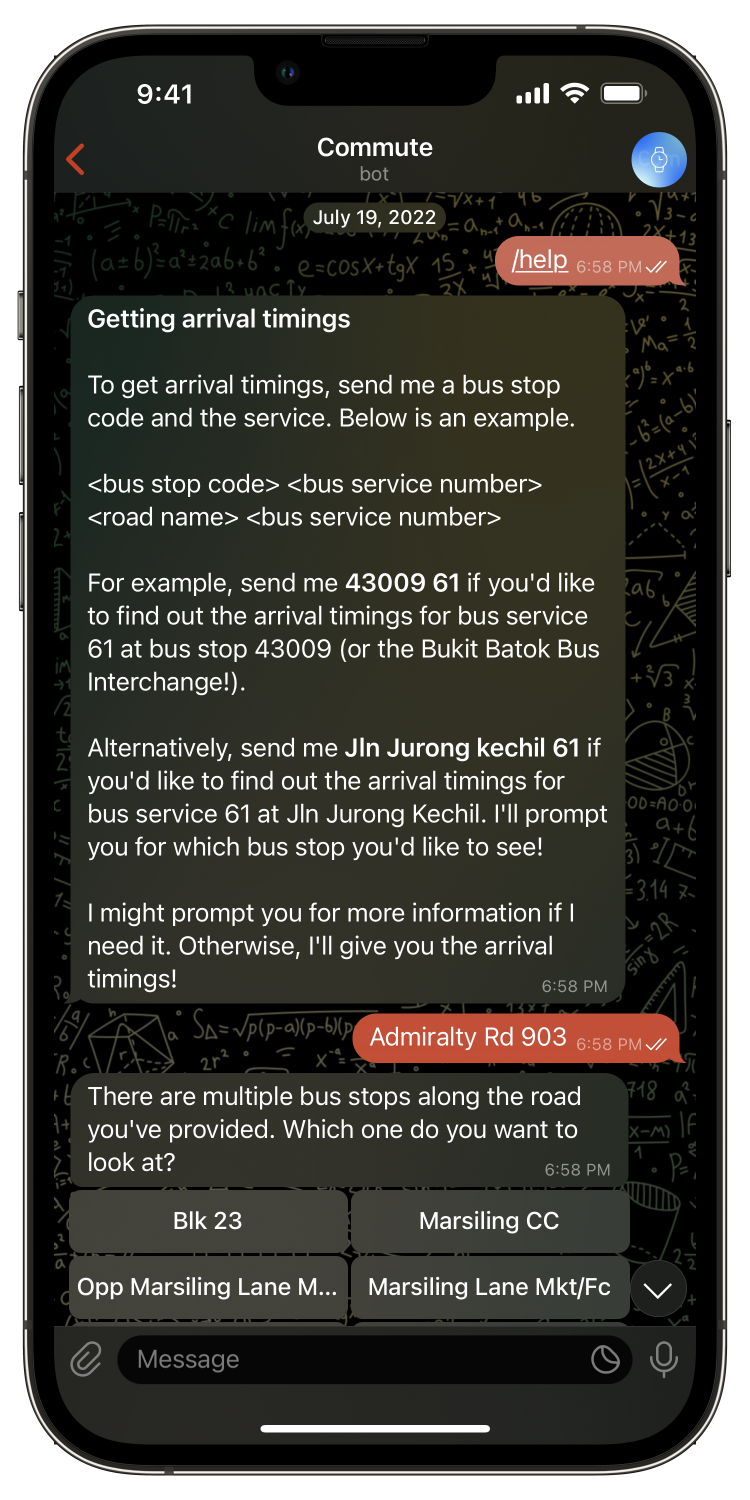 9:41
Commute
bot
July 19, 2022
/help 6:58 PM
Getting arrival timings
To get arrival timings, send me a bus stop
code and the service. Below is an example.
<bus stop code> <bus service number>
<road name> <bus service number>
For example, send me 43009 61 if you'd like
to find out the arrival timings for bus service
61 at bus stop 43009 (or the Bukit Batok Bus
Interchange!).
Alternatively, send me Jln Jurong kechil 61 if
you'd like to find out the arrival timings for
bus service 61 at Jln Jurong Kechil. I'll prompt
you for which bus stop you'd like to see!
I might prompt you for more information if I
need it. Otherwise, I'll give you the arrival
timings!
6:58 PM
Admiralty Rd 903 6:58 PM
There are multiple bus stops along the road
you've provided. Which one do you want to
look at?
6:58 PM
Blk 23 Marsiling CC
Opp Marsiling Lane M... Marsiling Lane Mkt/Fc
Message